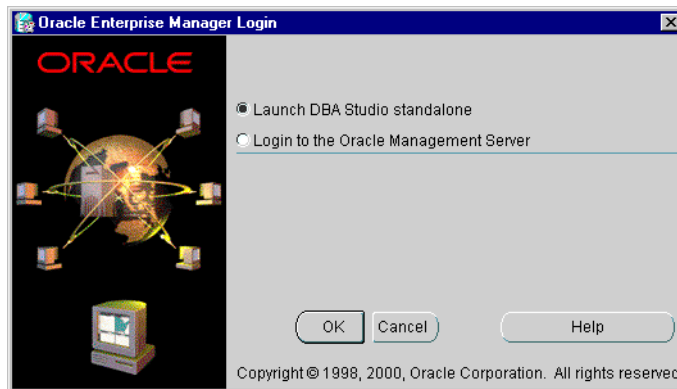 Oracle Enterprise Manager Login
ORACLE
Launch DBA Studio standalone
Login to the Oracle Management Server
OK Cancel Help
Copyright © 1998, 2000, Oracle Corporation. All rights reserved